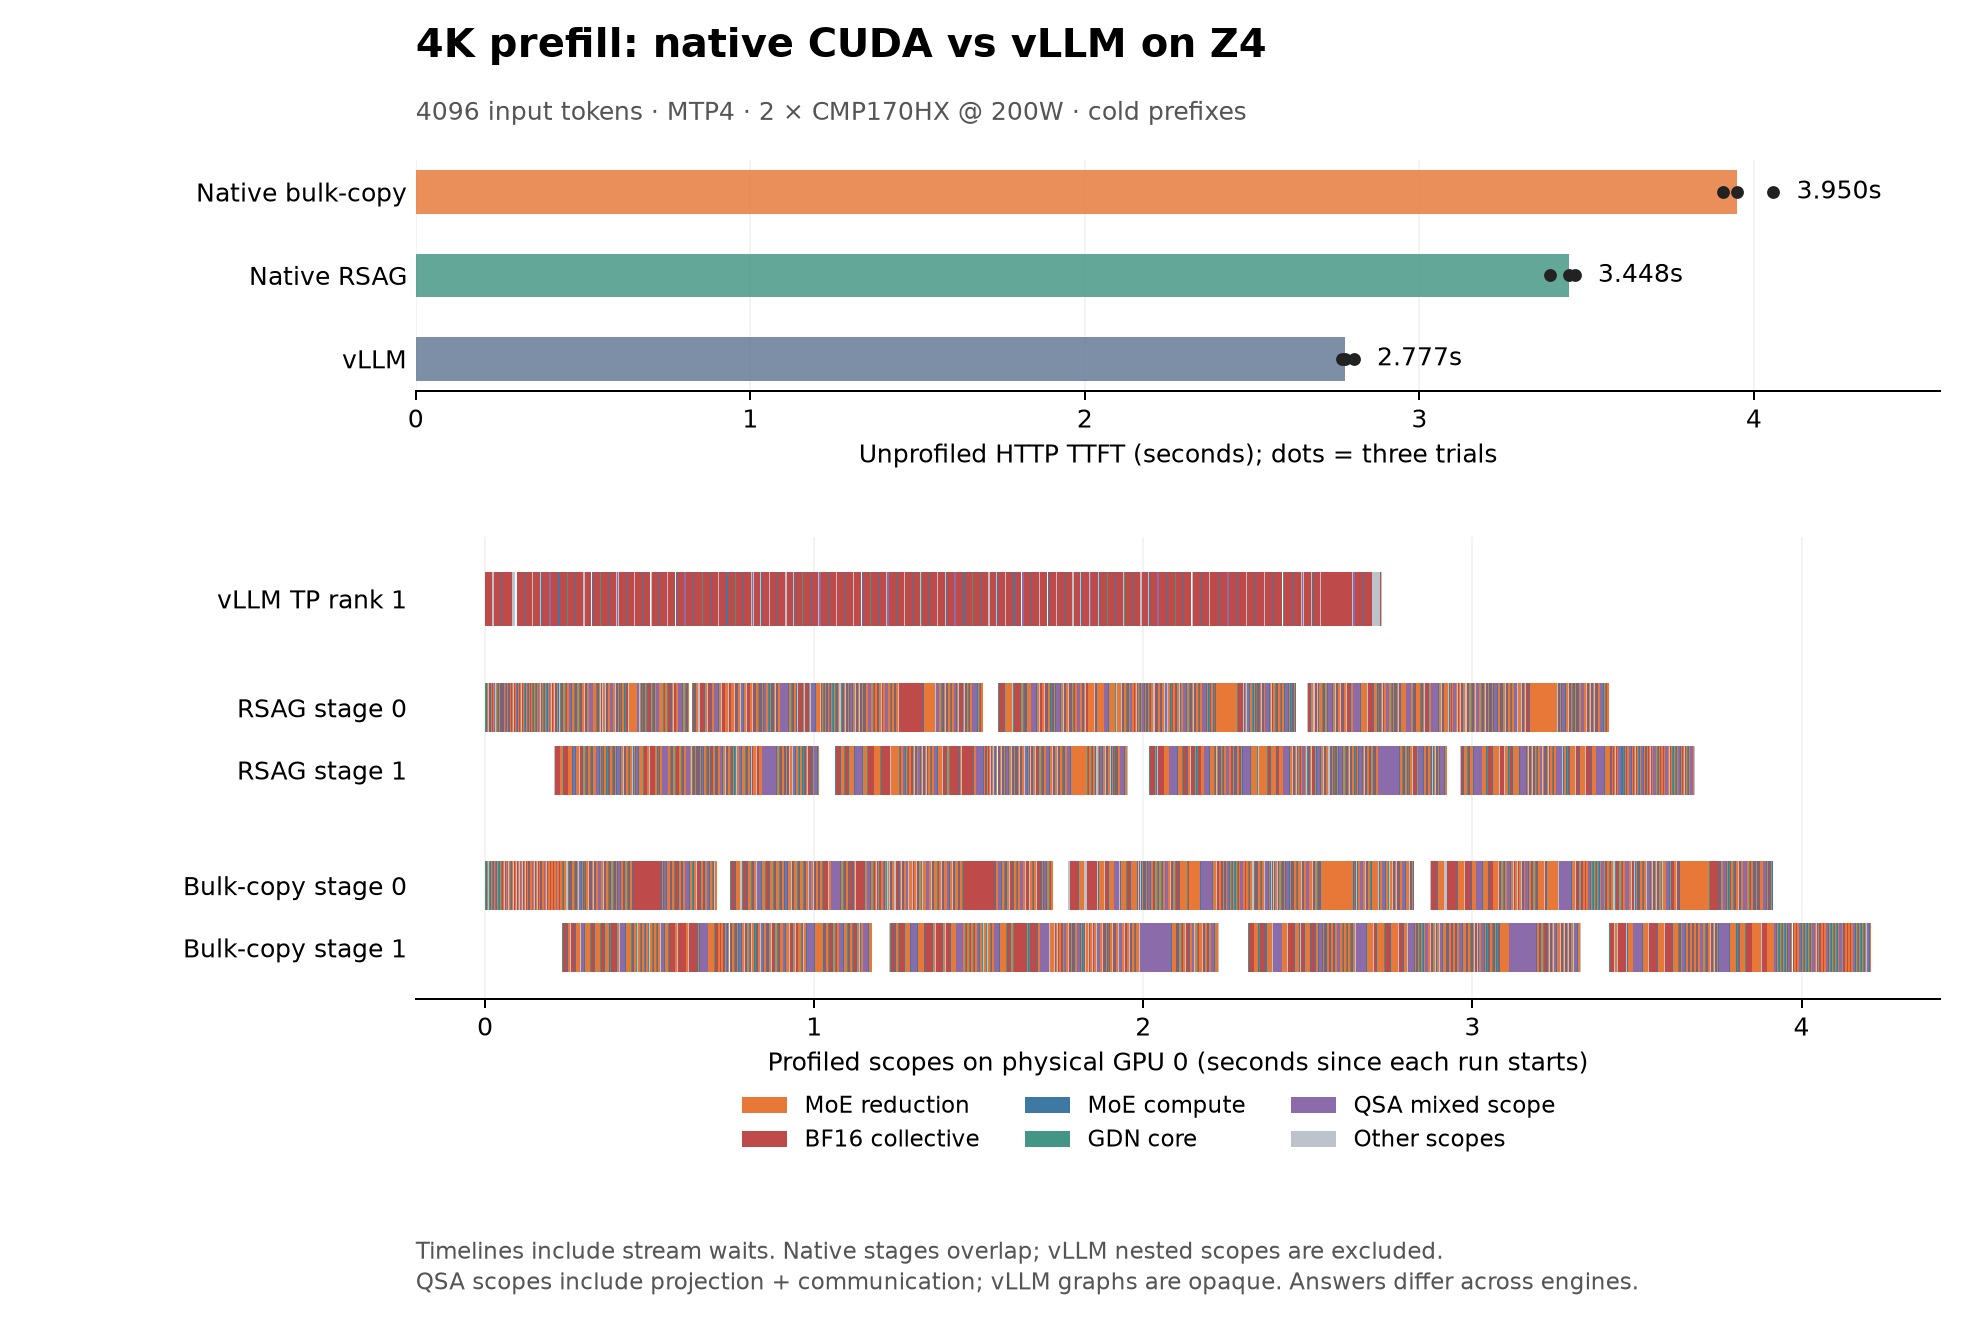 4K prefill: native CUDA vs vLLM on Z4
4096 input tokens · MTP4 · 2 × CMP170HX @ 200W · cold prefixes
Native bulk-copy
3.950s
Native RSAG
3.448s
vLLM
2.777s
0 1 2 3 4
Unprofiled HTTP TTFT (seconds); dots = three trials
vLLM TP rank 1
RSAG stage 0
RSAG stage 1
Bulk-copy stage 0
Bulk-copy stage 1
0 1 2 3 4
Profiled scopes on physical GPU 0 (seconds since each run starts)
MoE reduction MoE compute QSA mixed scope
BF16 collective GDN core Other scopes
Timelines include stream waits. Native stages overlap; vLLM nested scopes are excluded.
QSA scopes include projection + communication; vLLM graphs are opaque. Answers differ across engines.